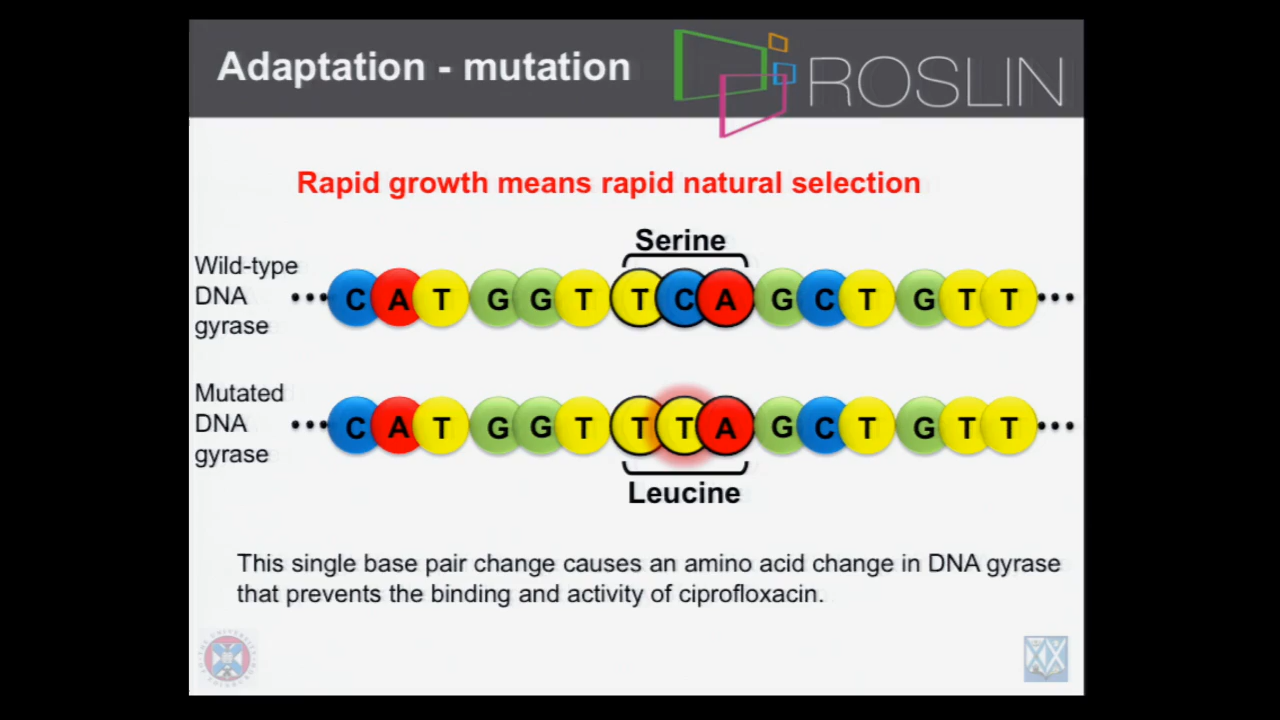 Adaptation - mutation
ROSLIN
Rapid growth means rapid natural selection
Serine
Wild-type
DNA
gyrase
...C A T G G T T C A G C T G T T...
Mutated
DNA
gyrase
...C A T G G T T T A G C T G T T...
Leucine
This single base pair change causes an amino acid change in DNA gyrase
that prevents the binding and activity of ciprofloxacin.